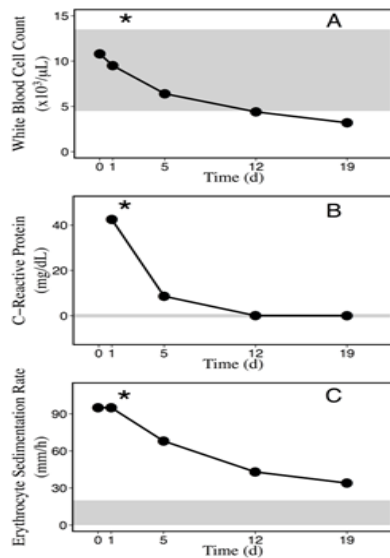 A
*
White Blood Cell Count
(x10³/μL)
15
10
5
0
0 1 5 12 19
Time (d)
B
*
C−Reactive Protein
(mg/dL)
40
20
0
0 1 5 12 19
Time (d)
C
*
Erythrocyte Sedimentation Rate
(mm/h)
90
60
30
0
0 1 5 12 19
Time (d)